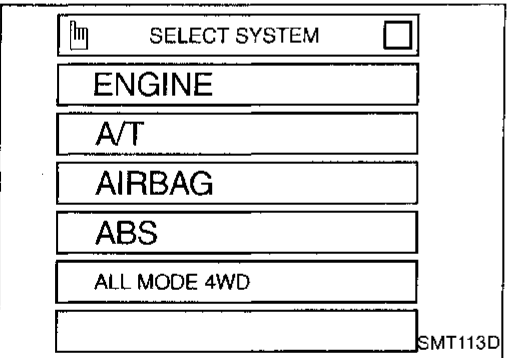 SELECT SYSTEM
ENGINE
A/T
AIRBAG
ABS
ALL MODE 4WD
SMT113D